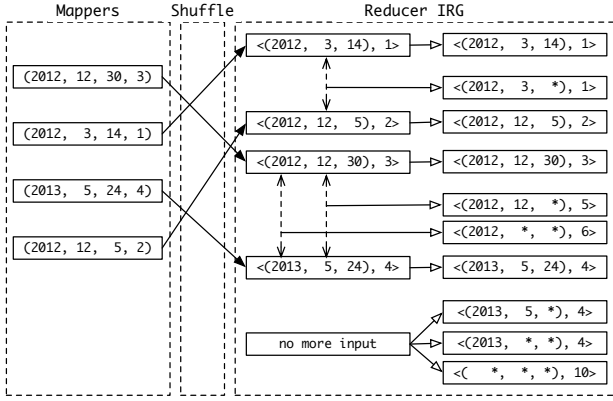 Mappers Shuffle Reducer IRG
<(2012, 3, 14), 1> <(2012, 3, 14), 1>
(2012, 12, 30, 3)
<(2012, 3, *), 1>
<(2012, 12, 5), 2> <(2012, 12, 5), 2>
(2012, 3, 14, 1)
<(2012, 12, 30), 3> <(2012, 12, 30), 3>
(2013, 5, 24, 4)
<(2012, 12, *), 5>
<(2012, *, *), 6>
(2012, 12, 5, 2)
<(2013, 5, 24), 4> <(2013, 5, 24), 4>
<(2013, 5, *), 4>
no more input <(2013, *, *), 4>
<( *, *, *), 10>